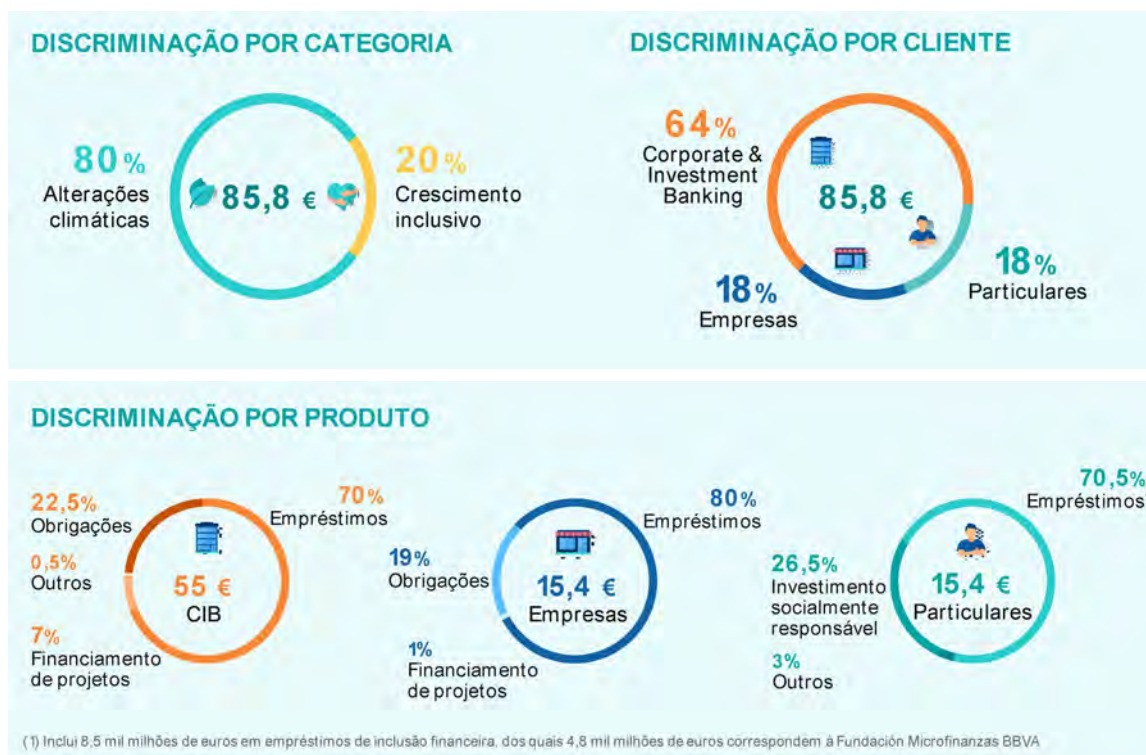 DISCRIMINAÇÃO POR CATEGORIA
80%
Alterações
climáticas
85,8 €
20%
Crescimento
inclusivo
DISCRIMINAÇÃO POR CLIENTE
64%
Corporate &
Investment
Banking
85,8 €
18%
Empresas
18%
Particulares
DISCRIMINAÇÃO POR PRODUTO
22,5%
Obrigações
0,5%
Outros
7%
Financiamento
de projetos
55 €
CIB
70%
Empréstimos
19%
Obrigações
1%
Financiamento
de projetos
15,4 €
Empresas
80%
Empréstimos
26,5%
Investimento
socialmente
responsável
3%
Outros
15,4 €
Particulares
70,5%
Empréstimos
(1) Inclui 8,5 mil milhões de euros em empréstimos de inclusão financeira, dos quais 4,8 mil milhões de euros correspondem à Fundación Microfinanzas BBVA